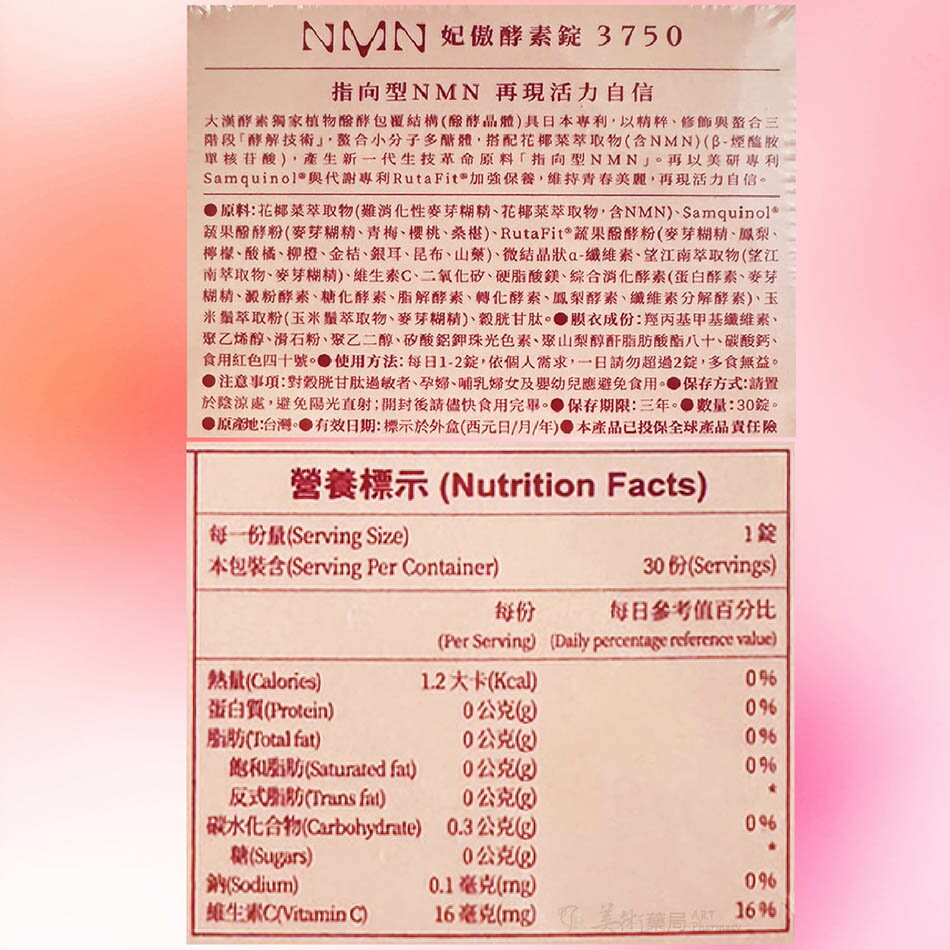 NMN 妃傲酵素錠 3750
指向型NMN 再現活力自信
大漢酵素獨家植物醱酵包覆結構(醱酵晶體)具日本專利，以精粹、修飾與螯合三
階段「酵解技術」，螯合小分子多醣體，搭配花椰菜萃取物(含NMN)(β-煙醯胺
單核苷酸)，產生新一代生技革命原料「指向型NMN」。再以美研專利
Samquinol®與代謝專利RutaFit®加強保養，維持青春美麗，再現活力自信。
●原料：花椰菜萃取物(難消化性麥芽糊精、花椰菜萃取物，含NMN)、Samquinol®
蔬果醱酵粉(麥芽糊精、青梅、櫻桃、桑椹)、RutaFit®蔬果醱酵粉(麥芽糊精、鳳梨、
檸檬、酸橘、柳橙、金桔、銀耳、昆布、山藥)、微結晶狀α-纖維素、望江南萃取物(望江
南萃取物、麥芽糊精)、維生素C、二氧化矽、硬脂酸鎂、綜合消化酵素(蛋白酵素、麥芽
糊精、澱粉酵素、糖化酵素、脂解酵素、轉化酵素、鳳梨酵素、纖維素分解酵素)、玉
米鬚萃取粉(玉米鬚萃取物、麥芽糊精)、穀胱甘肽。●膜衣成份：羥丙基甲基纖維素、
聚乙烯醇、滑石粉、聚乙二醇、矽酸鋁鉀珠光色素、聚山梨醇酐脂肪酸酯八十、碳酸鈣、
食用紅色四十號。●使用方法：每日1-2錠，依個人需求，一日請勿超過2錠，多食無益。
●注意事項：對穀胱甘肽過敏者、孕婦、哺乳婦女及嬰幼兒應避免食用。●保存方式：請置
於陰涼處，避免陽光直射；開封後請儘快食用完畢。●保存期限：三年。●數量：30錠。
●原產地：台灣。●有效日期：標示於外盒(西元日/月/年)●本產品已投保全球產品責任險
營養標示 (Nutrition Facts)
每一份量(Serving Size) 1 錠
本包裝含(Serving Per Container) 30 份(Servings)
每份 每日參考值百分比
(Per Serving) (Daily percentage reference value)
熱量(Calories) 1.2 大卡(Kcal) 0%
蛋白質(Protein) 0 公克(g) 0%
脂肪(Total fat) 0 公克(g) 0%
飽和脂肪(Saturated fat) 0 公克(g) 0%
反式脂肪(Trans fat) 0 公克(g) *
碳水化合物(Carbohydrate) 0.3 公克(g) 0%
糖(Sugars) 0 公克(g) *
鈉(Sodium) 0.1 毫克(mg) 0%
維生素C(Vitamin C) 16 毫克(mg) 16%
美術藥局 ART Pharmacy